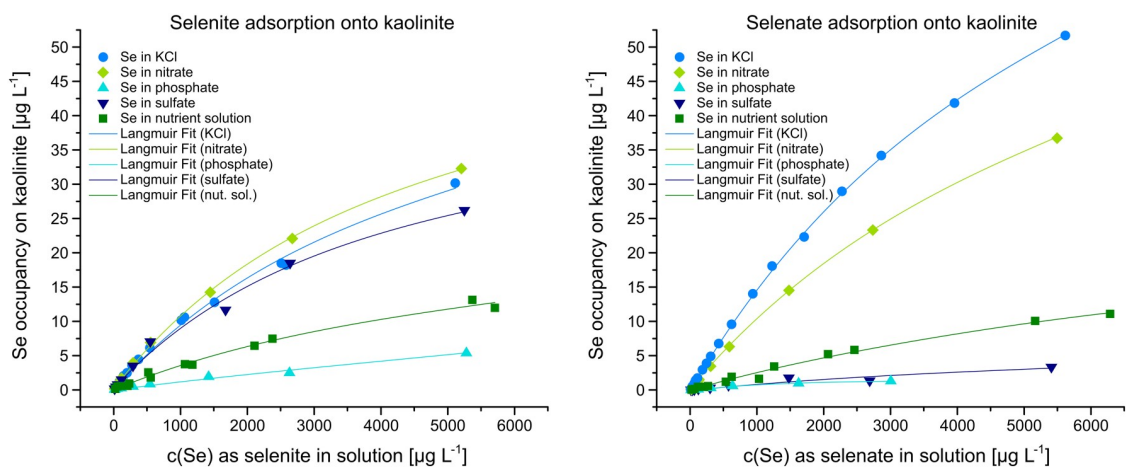 Selenite adsorption onto kaolinite
50
45
40
35
30
25
20
15
10
5
0
Se occupancy on kaolinite [µg L⁻¹]
Se in KCl
Se in nitrate
Se in phosphate
Se in sulfate
Se in nutrient solution
Langmuir Fit (KCl)
Langmuir Fit (nitrate)
Langmuir Fit (phosphate)
Langmuir Fit (sulfate)
Langmuir Fit (nut. sol.)
0 1000 2000 3000 4000 5000 6000
c(Se) as selenite in solution [µg L⁻¹]
Selenate adsorption onto kaolinite
50
45
40
35
30
25
20
15
10
5
0
Se occupancy on kaolinite [µg L⁻¹]
Se in KCl
Se in nitrate
Se in phosphate
Se in sulfate
Se in nutrient solution
Langmuir Fit (KCl)
Langmuir Fit (nitrate)
Langmuir Fit (phosphate)
Langmuir Fit (sulfate)
Langmuir Fit (nut. sol.)
0 1000 2000 3000 4000 5000 6000
c(Se) as selenate in solution [µg L⁻¹]